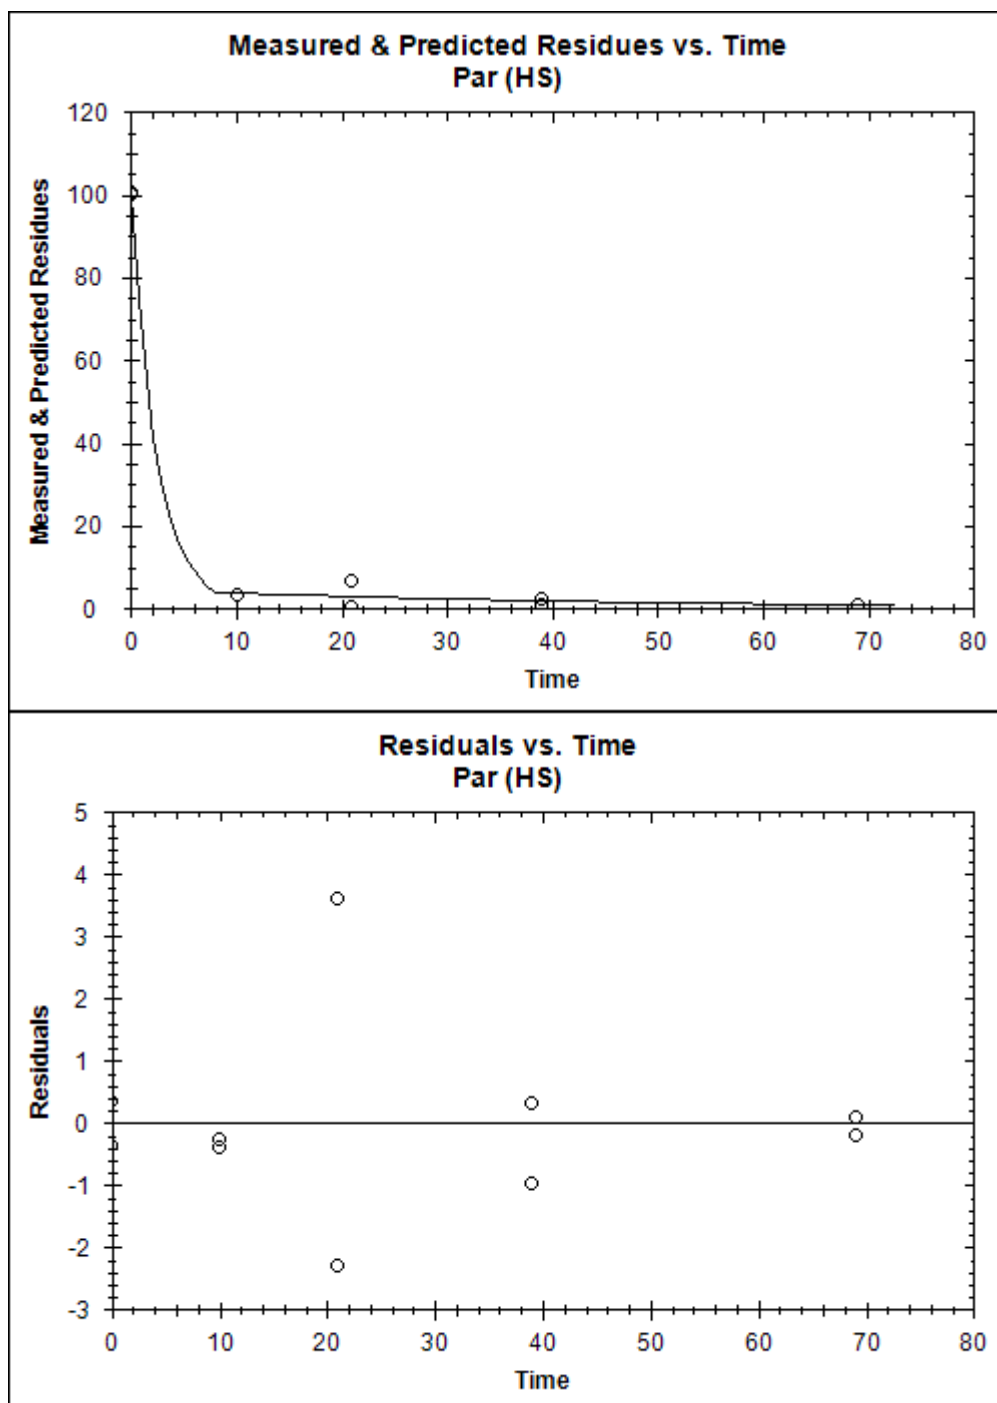 Measured & Predicted Residues vs. Time
Par (HS)
Measured & Predicted Residues
120
100
80
60
40
20
0
0 10 20 30 40 50 60 70 80
Time
Residuals vs. Time
Par (HS)
Residuals
5
4
3
2
1
0
-1
-2
-3
0 10 20 30 40 50 60 70 80
Time